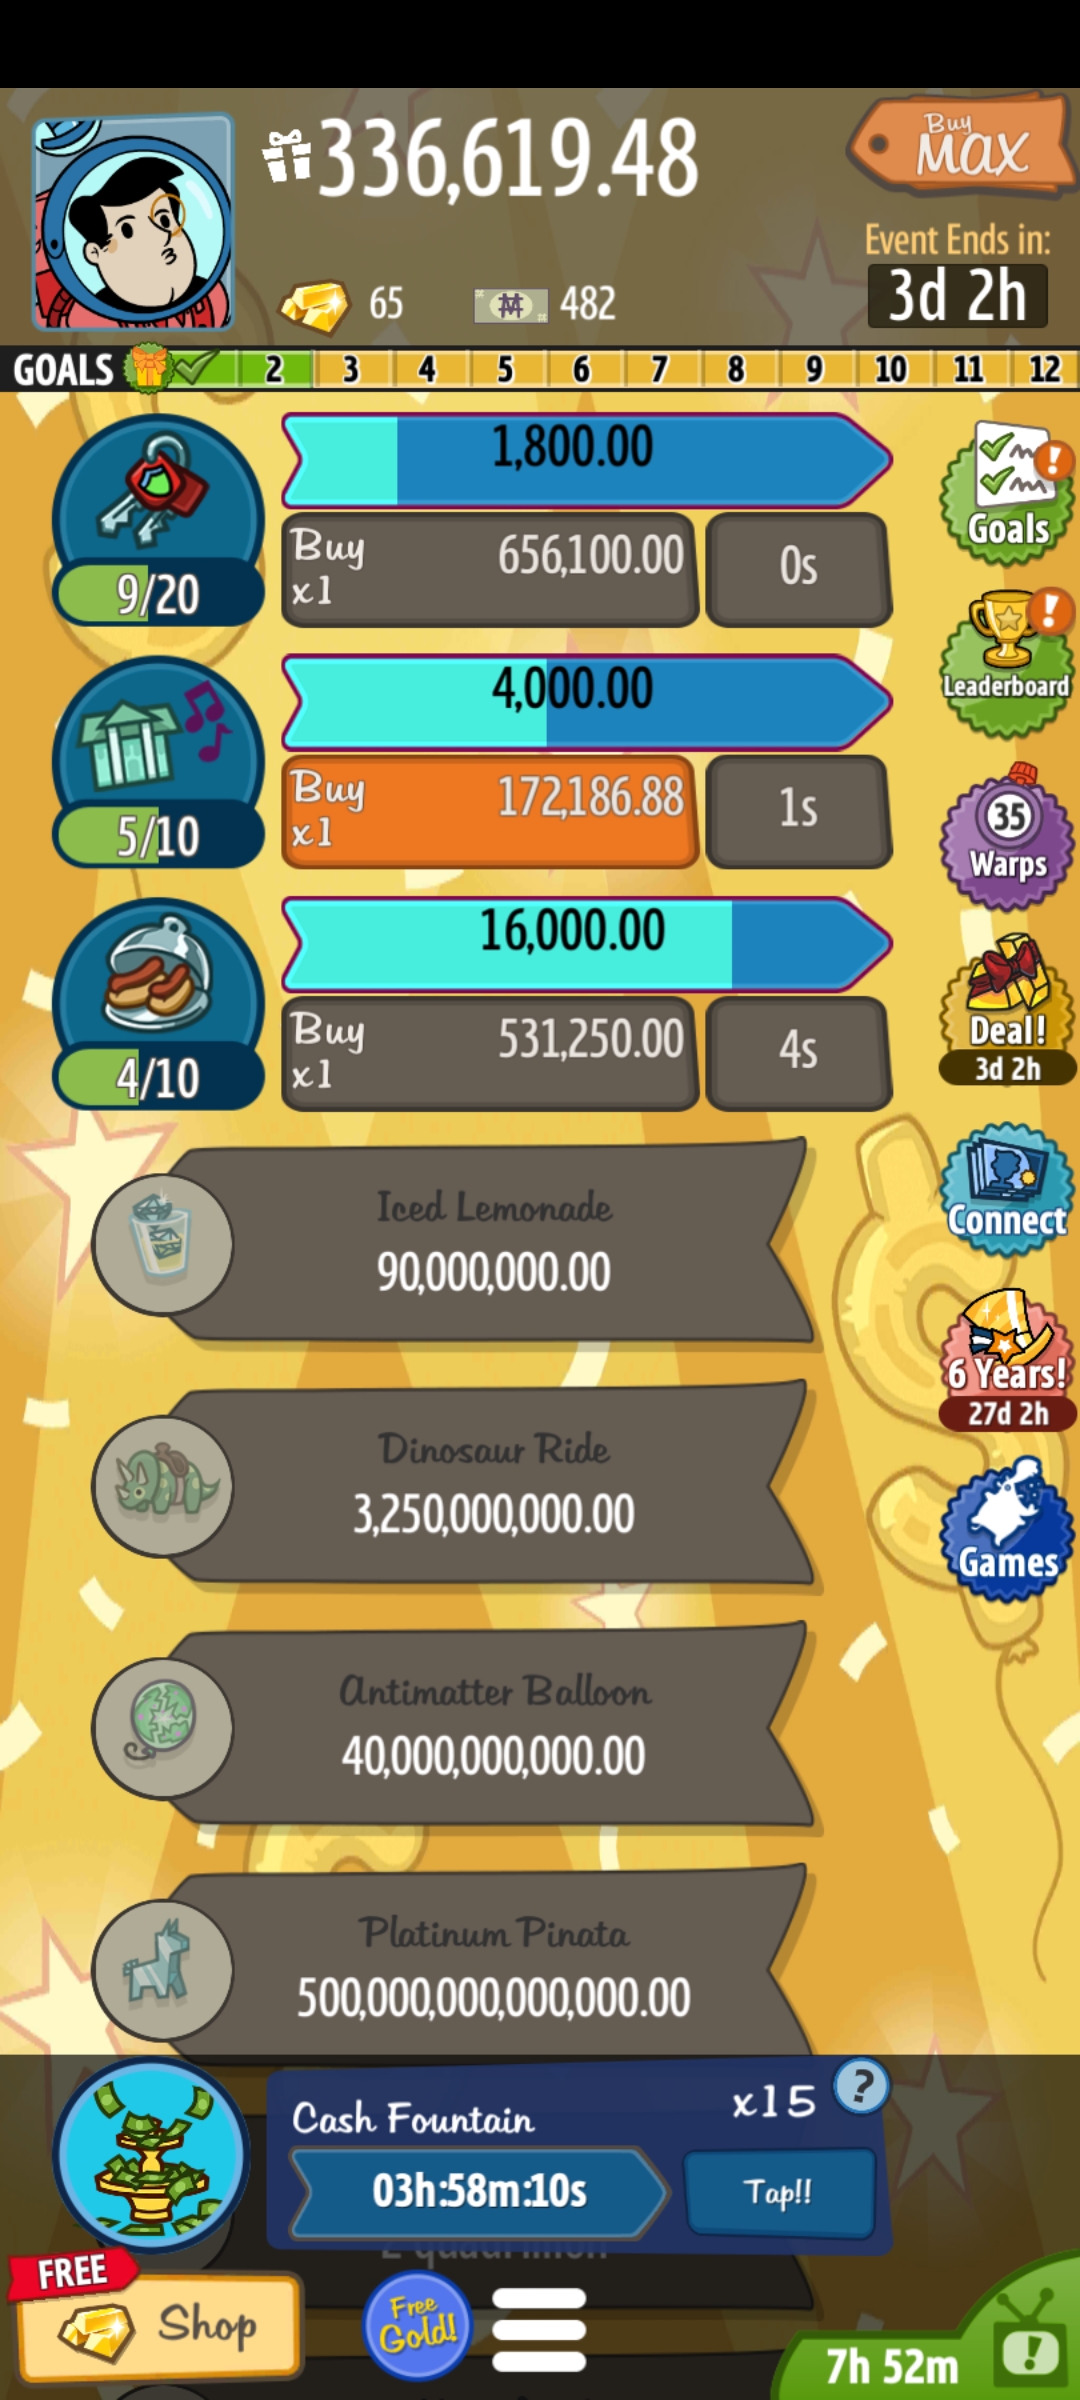 336,619.48
Buy
MAX
65
482
Event Ends in:
3d 2h
GOALS 2 3 4 5 6 7 8 9 10 11 12
1,800.00
Buy
x1
656,100.00
0s
9/20
Goals
4,000.00
Buy
x1
172,186.88
1s
5/10
Leaderboard
35
Warps
16,000.00
Buy
x1
531,250.00
4s
4/10
Deal!
3d 2h
Iced Lemonade
90,000,000.00
Connect
Dinosaur Ride
3,250,000,000.00
6 Years!
27d 2h
Games
Antimatter Balloon
40,000,000,000.00
Platinum Pinata
500,000,000,000,000.00
Cash Fountain
x15
?
03h:58m:10s
Tap!!
FREE
Shop
Free
Gold!
7h 52m